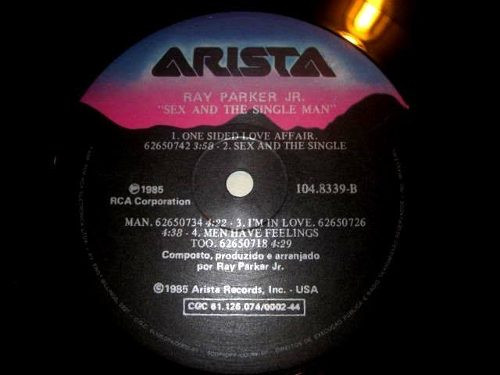 ARISTA
RAY PARKER JR.
"SEX AND THE SINGLE MAN"
1. ONE SIDED LOVE AFFAIR.
62650742 3:58 - 2. SEX AND THE SINGLE
℗1985
RCA Corporation
104.8339-B
MAN. 62650734 4:22 - 3. I'M IN LOVE. 62650726
4:38 - 4. MEN HAVE FEELINGS
TOO. 62650718 4:29
Composto, produzido e arranjado
por Ray Parker Jr.
©1985 Arista Records, Inc. - USA
CGC 61.126.074/0002-44